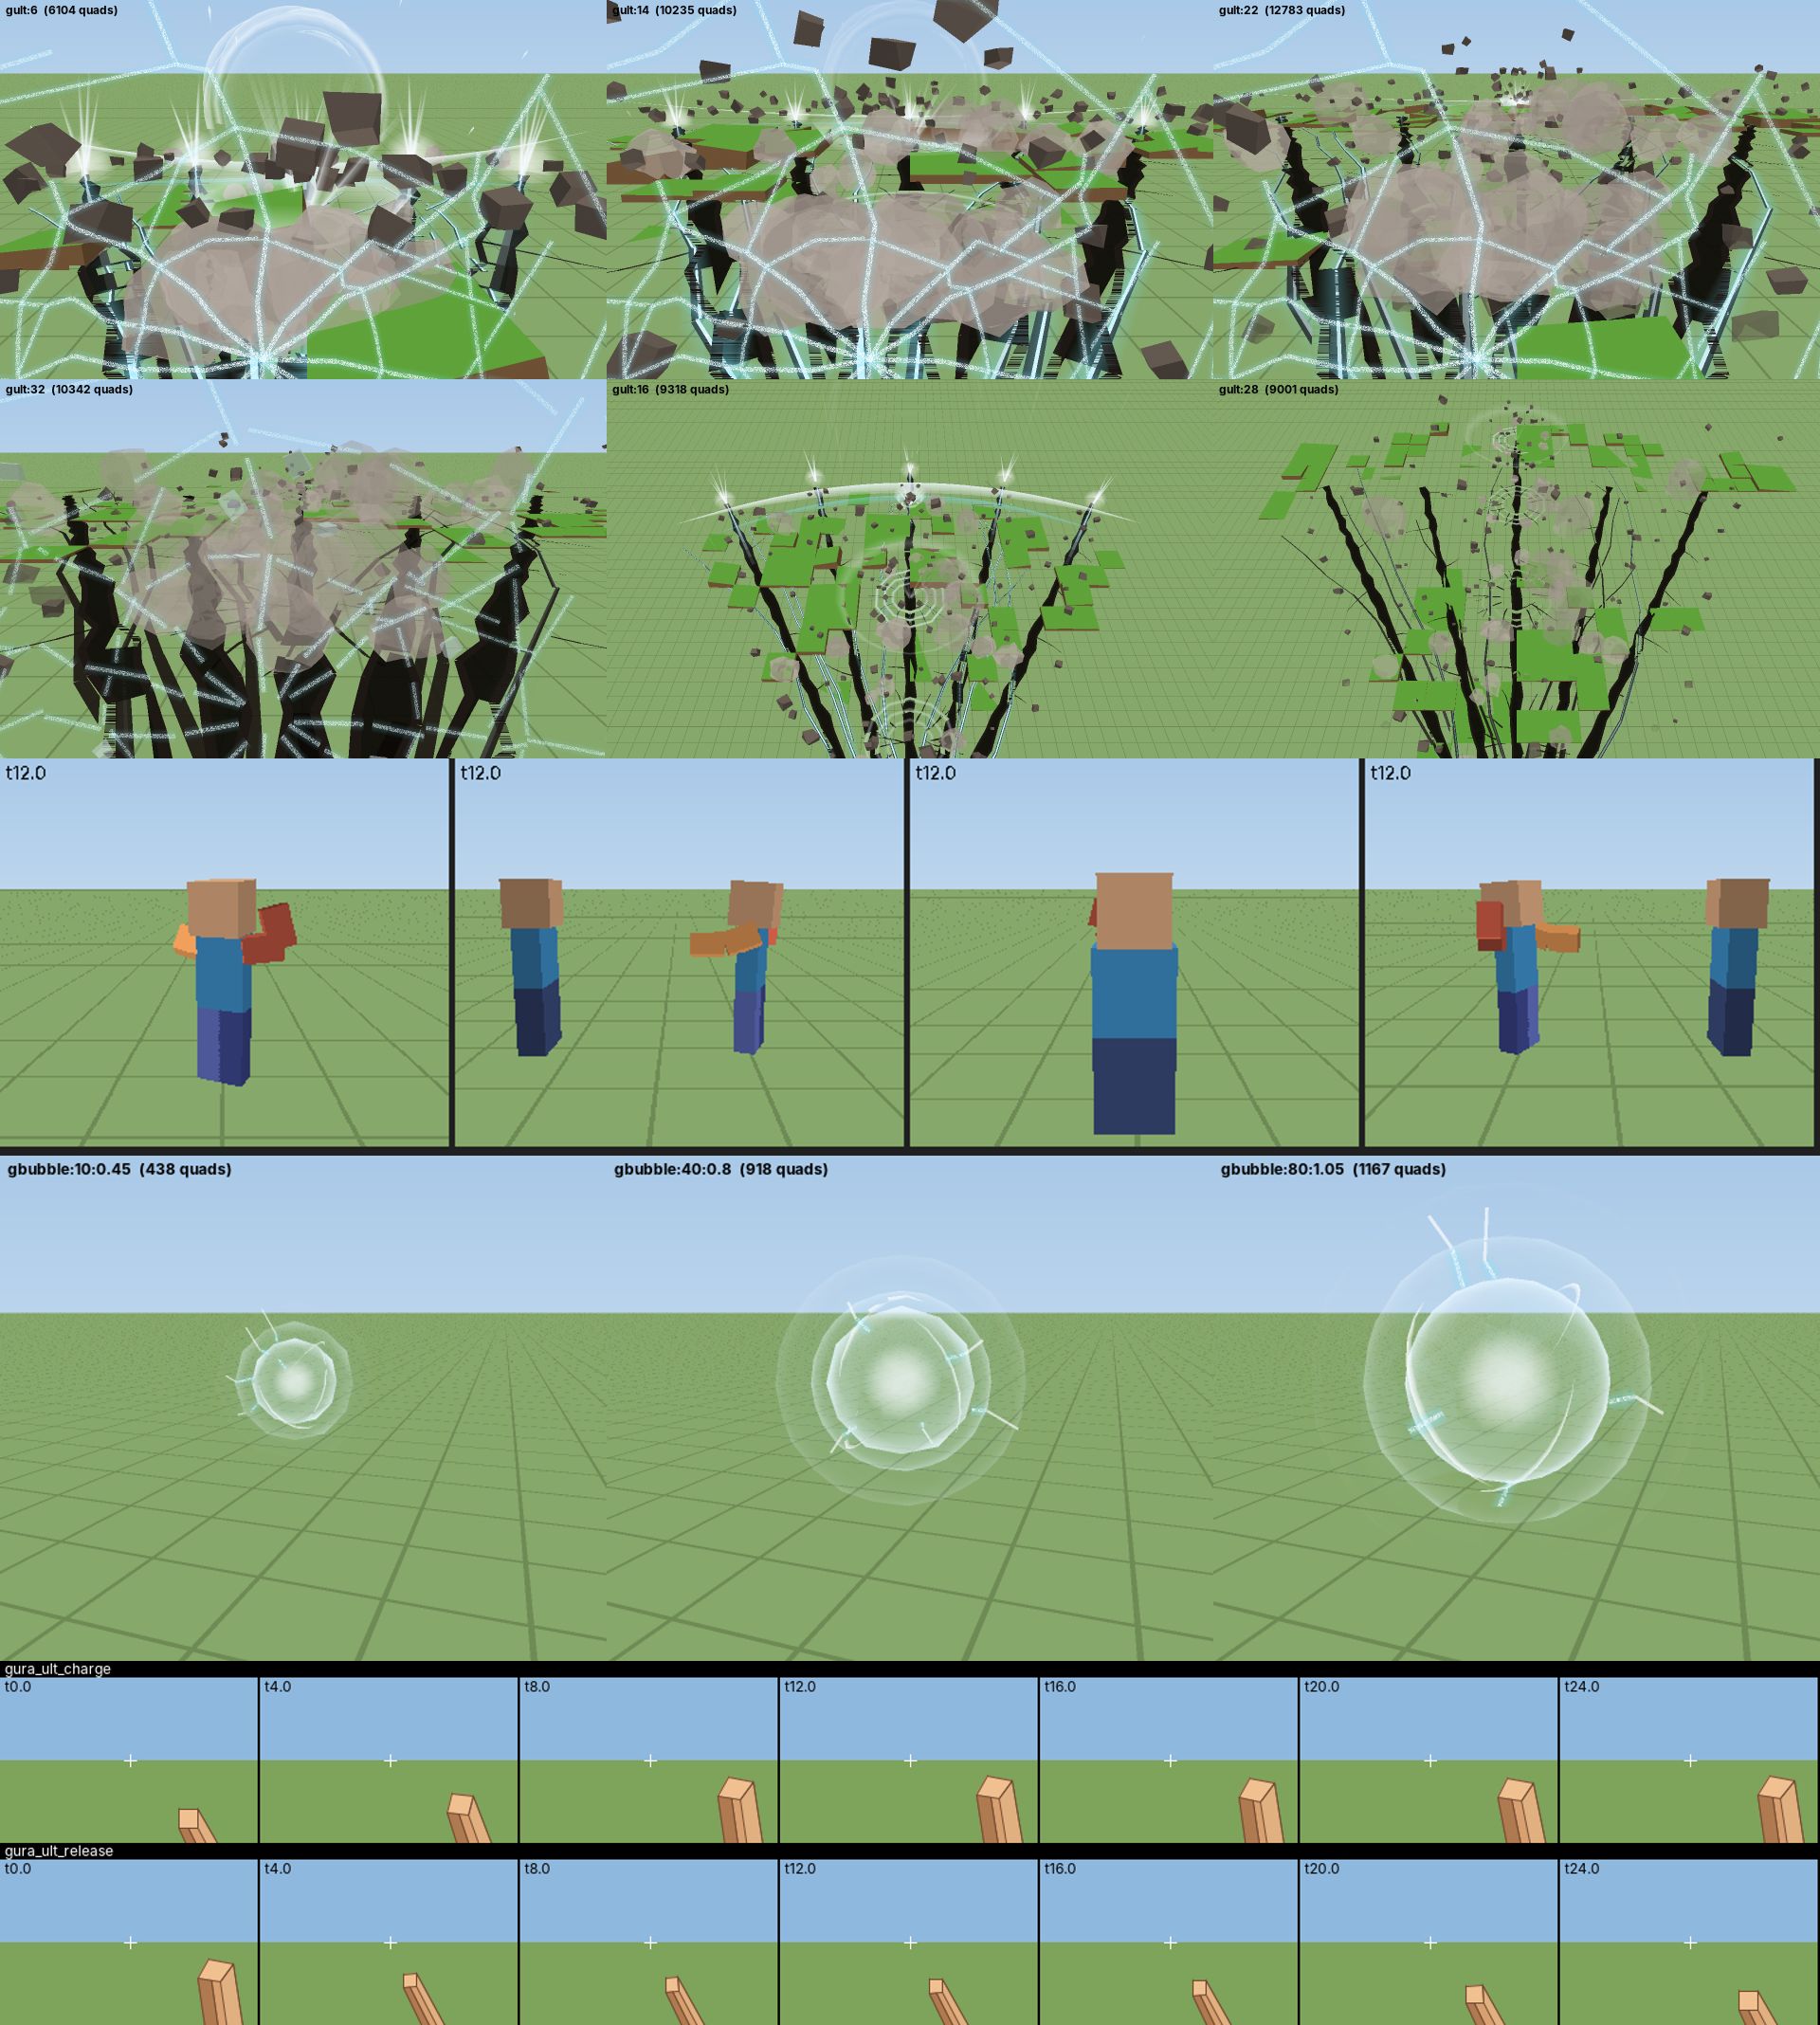 gult:6 (6104 quads)
gult:14 (10235 quads)
gult:22 (12783 quads)
gult:32 (10342 quads)
gult:16 (9318 quads)
gult:28 (9001 quads)
t12.0
t12.0
t12.0
t12.0
gbubble:10:0.45 (438 quads)
gbubble:40:0.8 (918 quads)
gbubble:80:1.05 (1167 quads)
gura_ult_charge
t0.0
t4.0
t8.0
t12.0
t16.0
t20.0
t24.0
gura_ult_release
t0.0
t4.0
t8.0
t12.0
t16.0
t20.0
t24.0